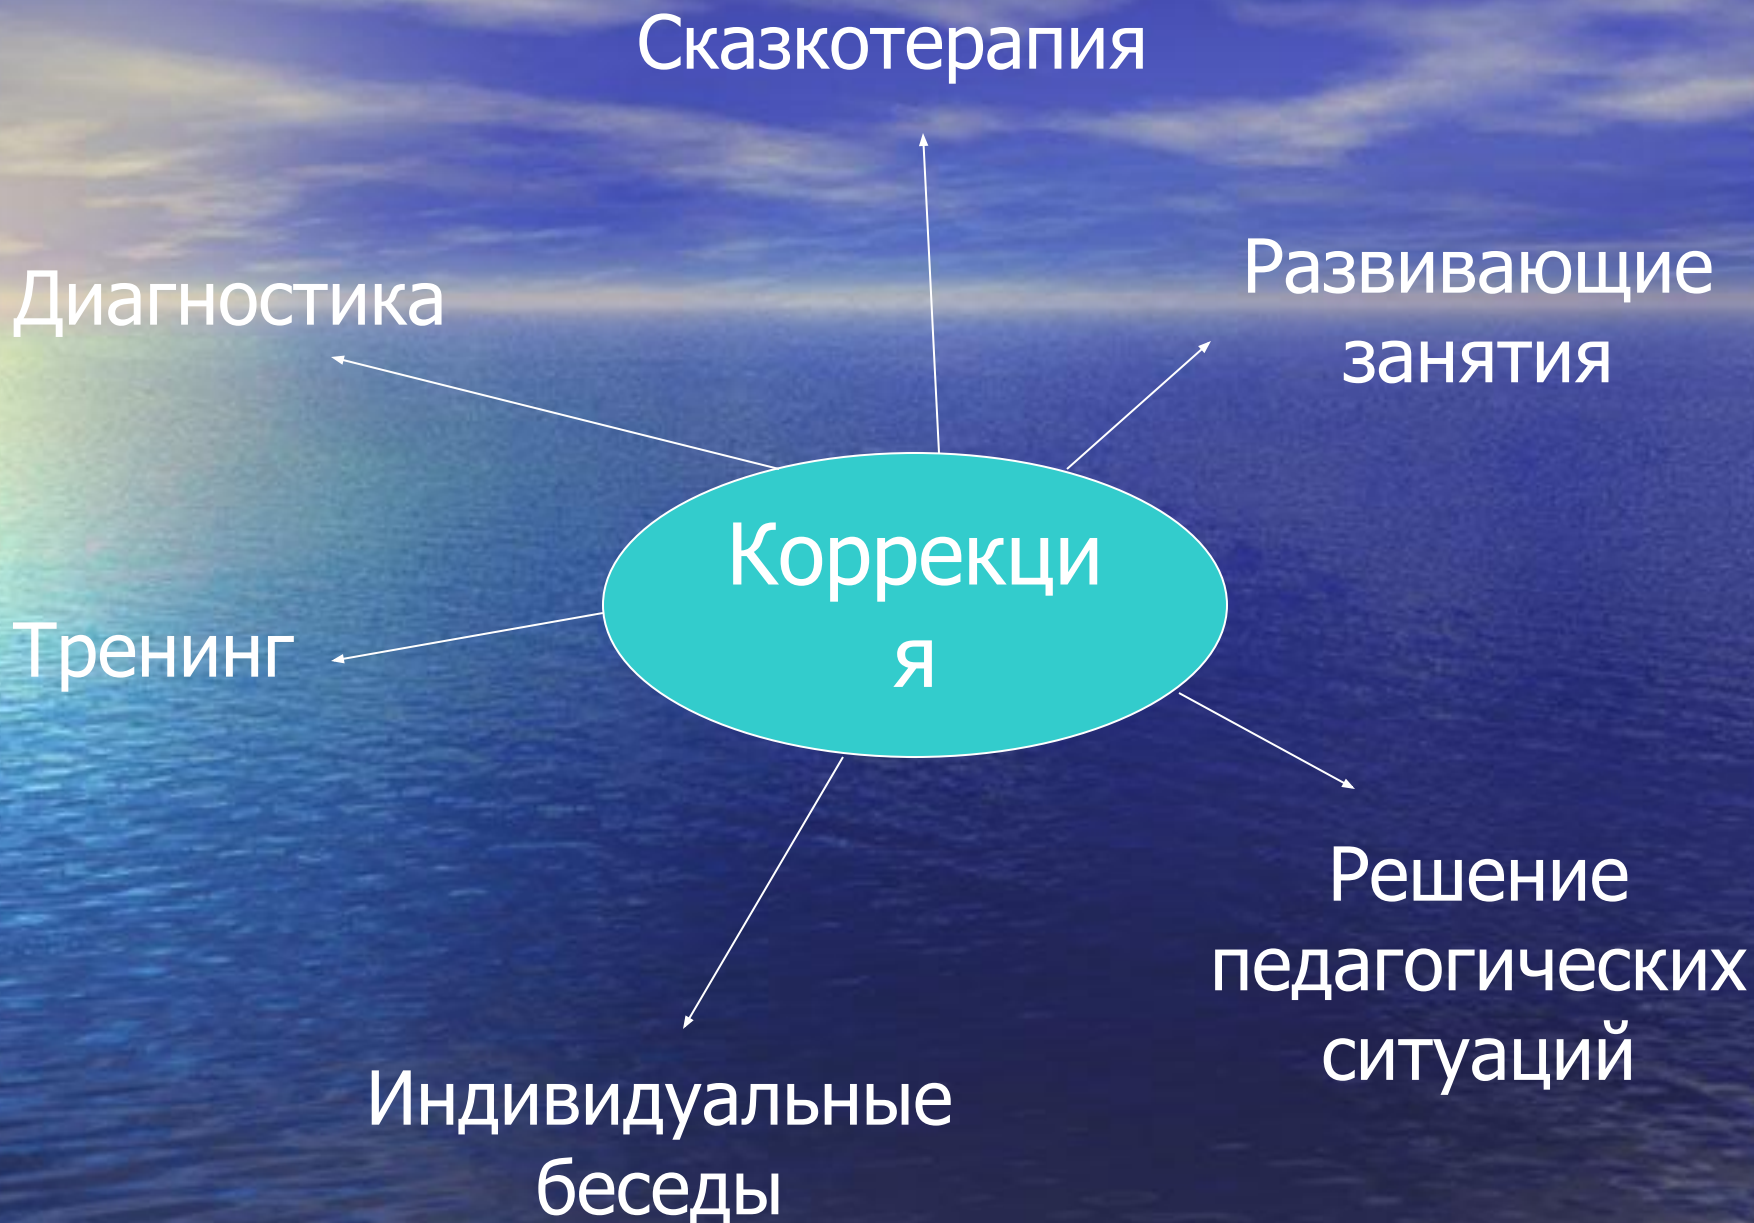 Сказкотерапия
Диагностика
Развивающие
занятия
Коррекци
я
Тренинг
Решение
педагогических
ситуаций
Индивидуальные
беседы